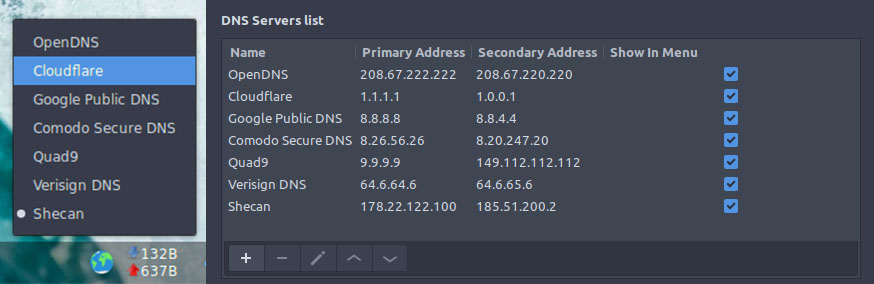 OpenDNS
Cloudflare
Google Public DNS
Comodo Secure DNS
Quad9
Verisign DNS
Shecan
132B
637B
DNS Servers list
Name Primary Address Secondary Address Show In Menu
OpenDNS 208.67.222.222 208.67.220.220
Cloudflare 1.1.1.1 1.0.0.1
Google Public DNS 8.8.8.8 8.8.4.4
Comodo Secure DNS 8.26.56.26 8.20.247.20
Quad9 9.9.9.9 149.112.112.112
Verisign DNS 64.6.64.6 64.6.65.6
Shecan 178.22.122.100 185.51.200.2